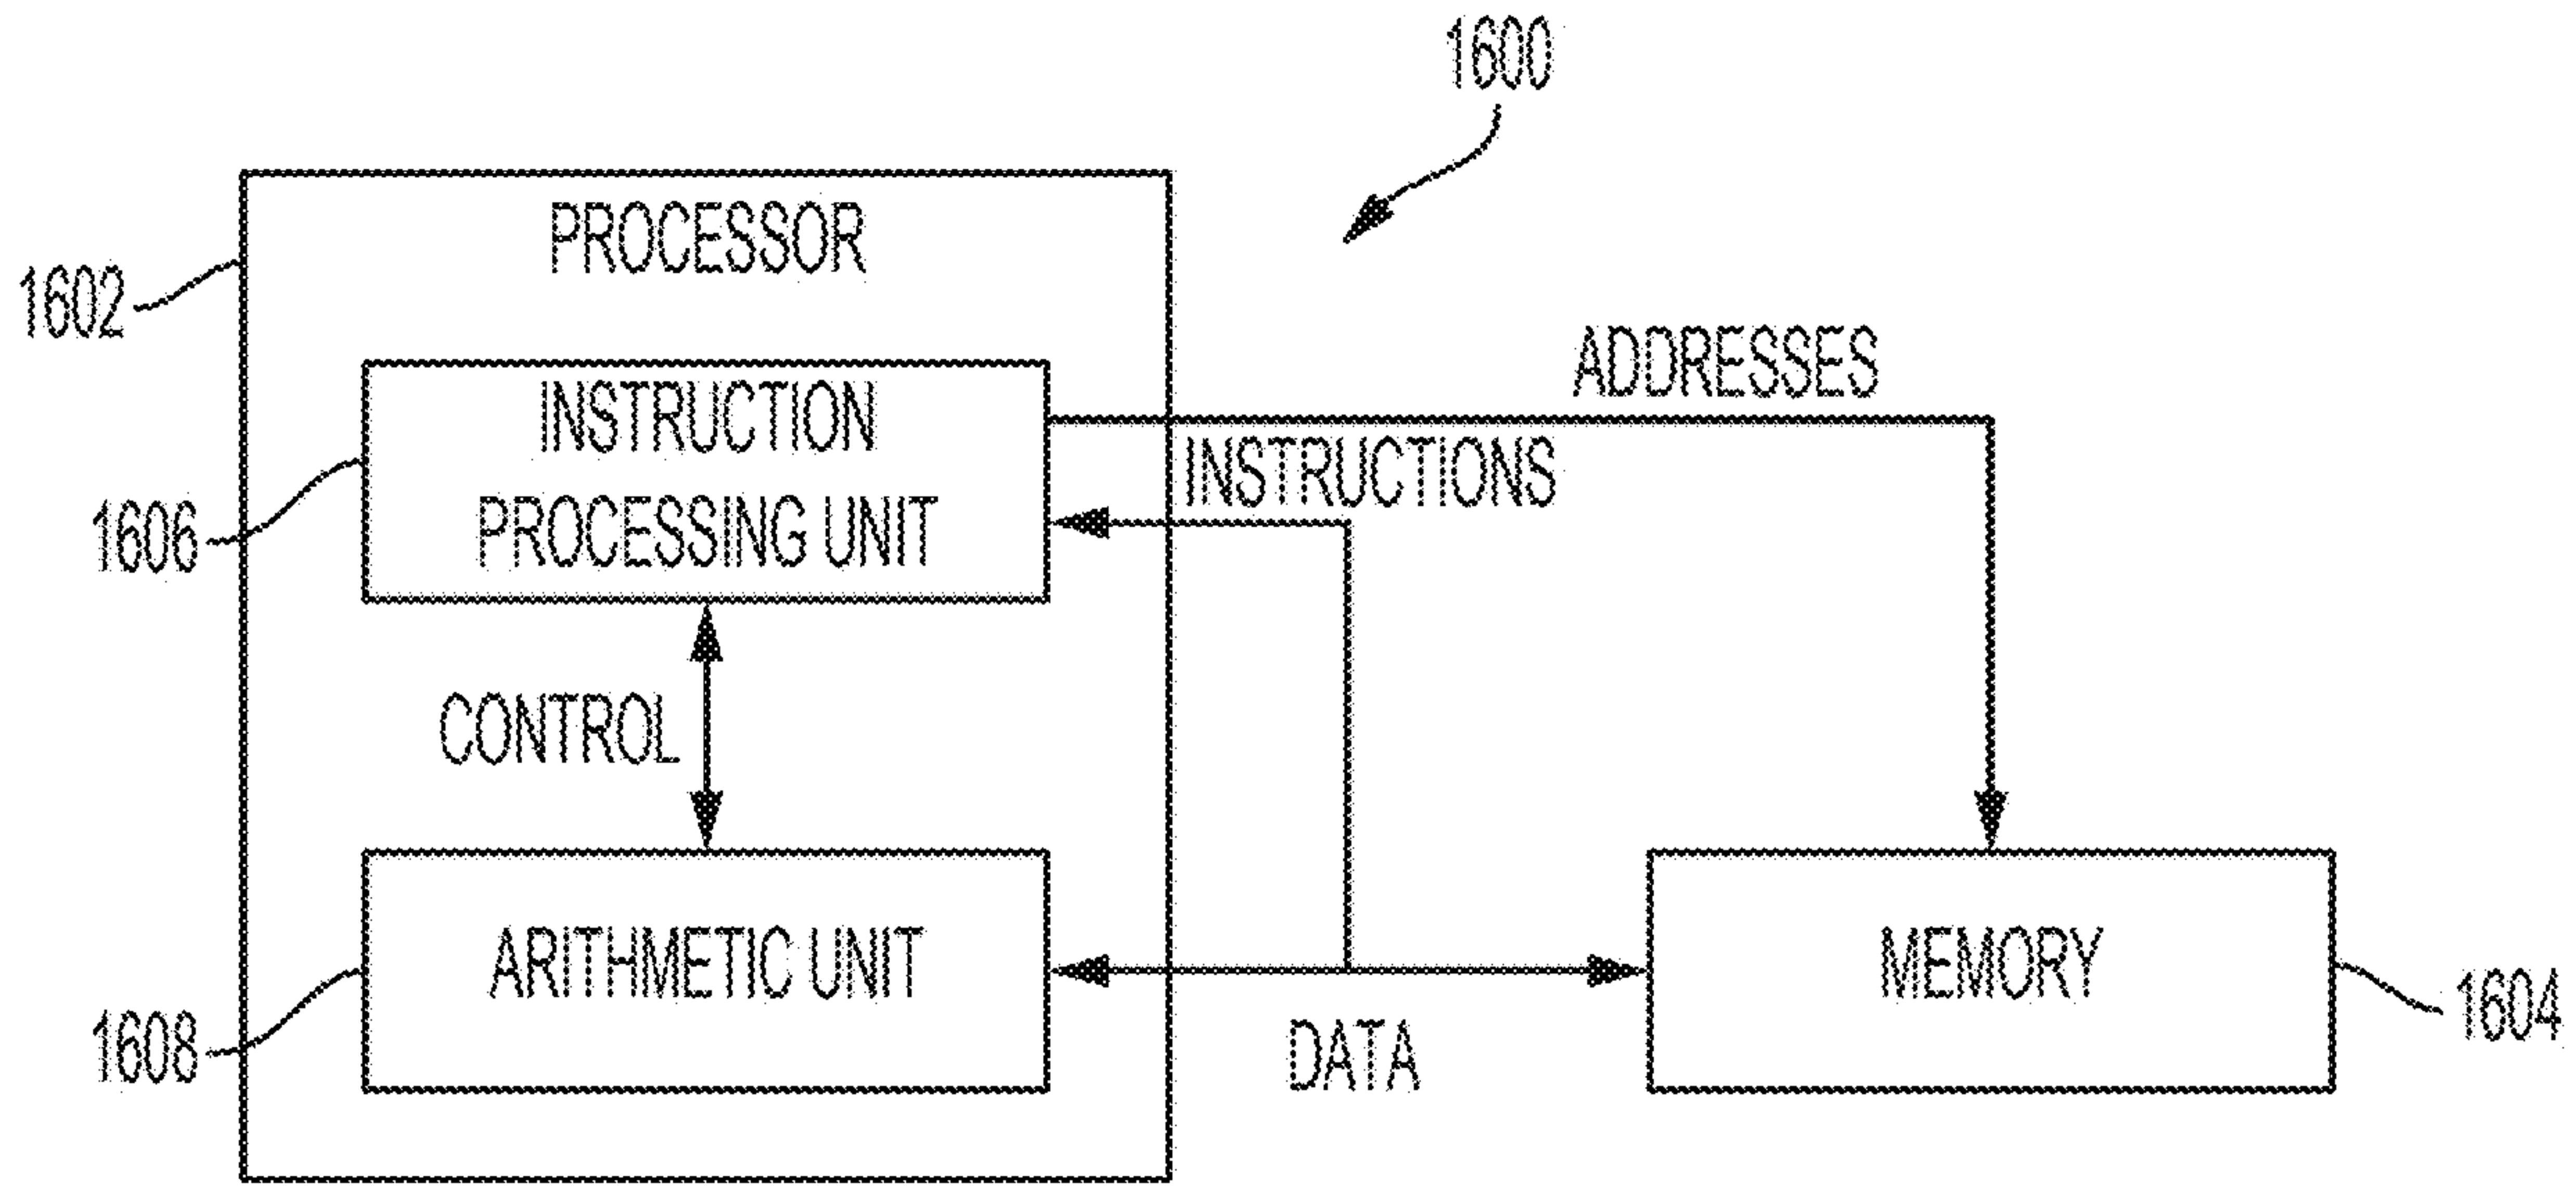 1600
PROCESSOR
1602
ADDRESSES
INSTRUCTION
PROCESSING UNIT
INSTRUCTIONS
1606
CONTROL
ARITHMETIC UNIT
MEMORY
1608
DATA
1604